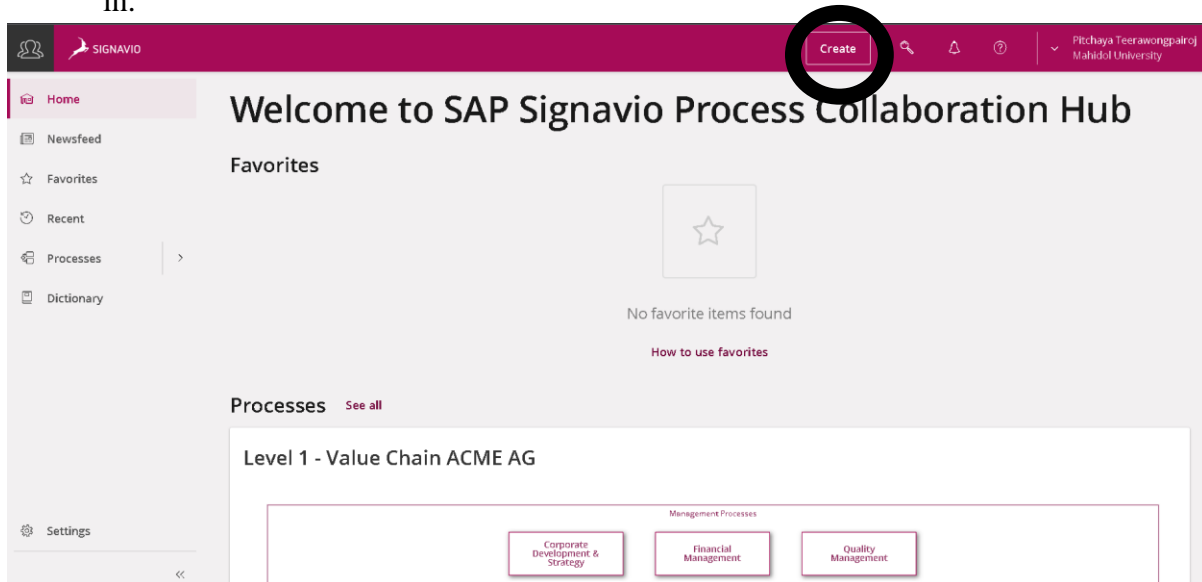 in.
SIGNAVIO
Create
Pitchaya Teerawongpairoj
Mahidol University
Home
Newsfeed
Favorites
Recent
Processes
Dictionary
Settings
Welcome to SAP Signavio Process Collaboration Hub
Favorites
No favorite items found
How to use favorites
Processes See all
Level 1 - Value Chain ACME AG
Management Processes
Corporate
Development &
Strategy
Financial
Management
Quality
Management